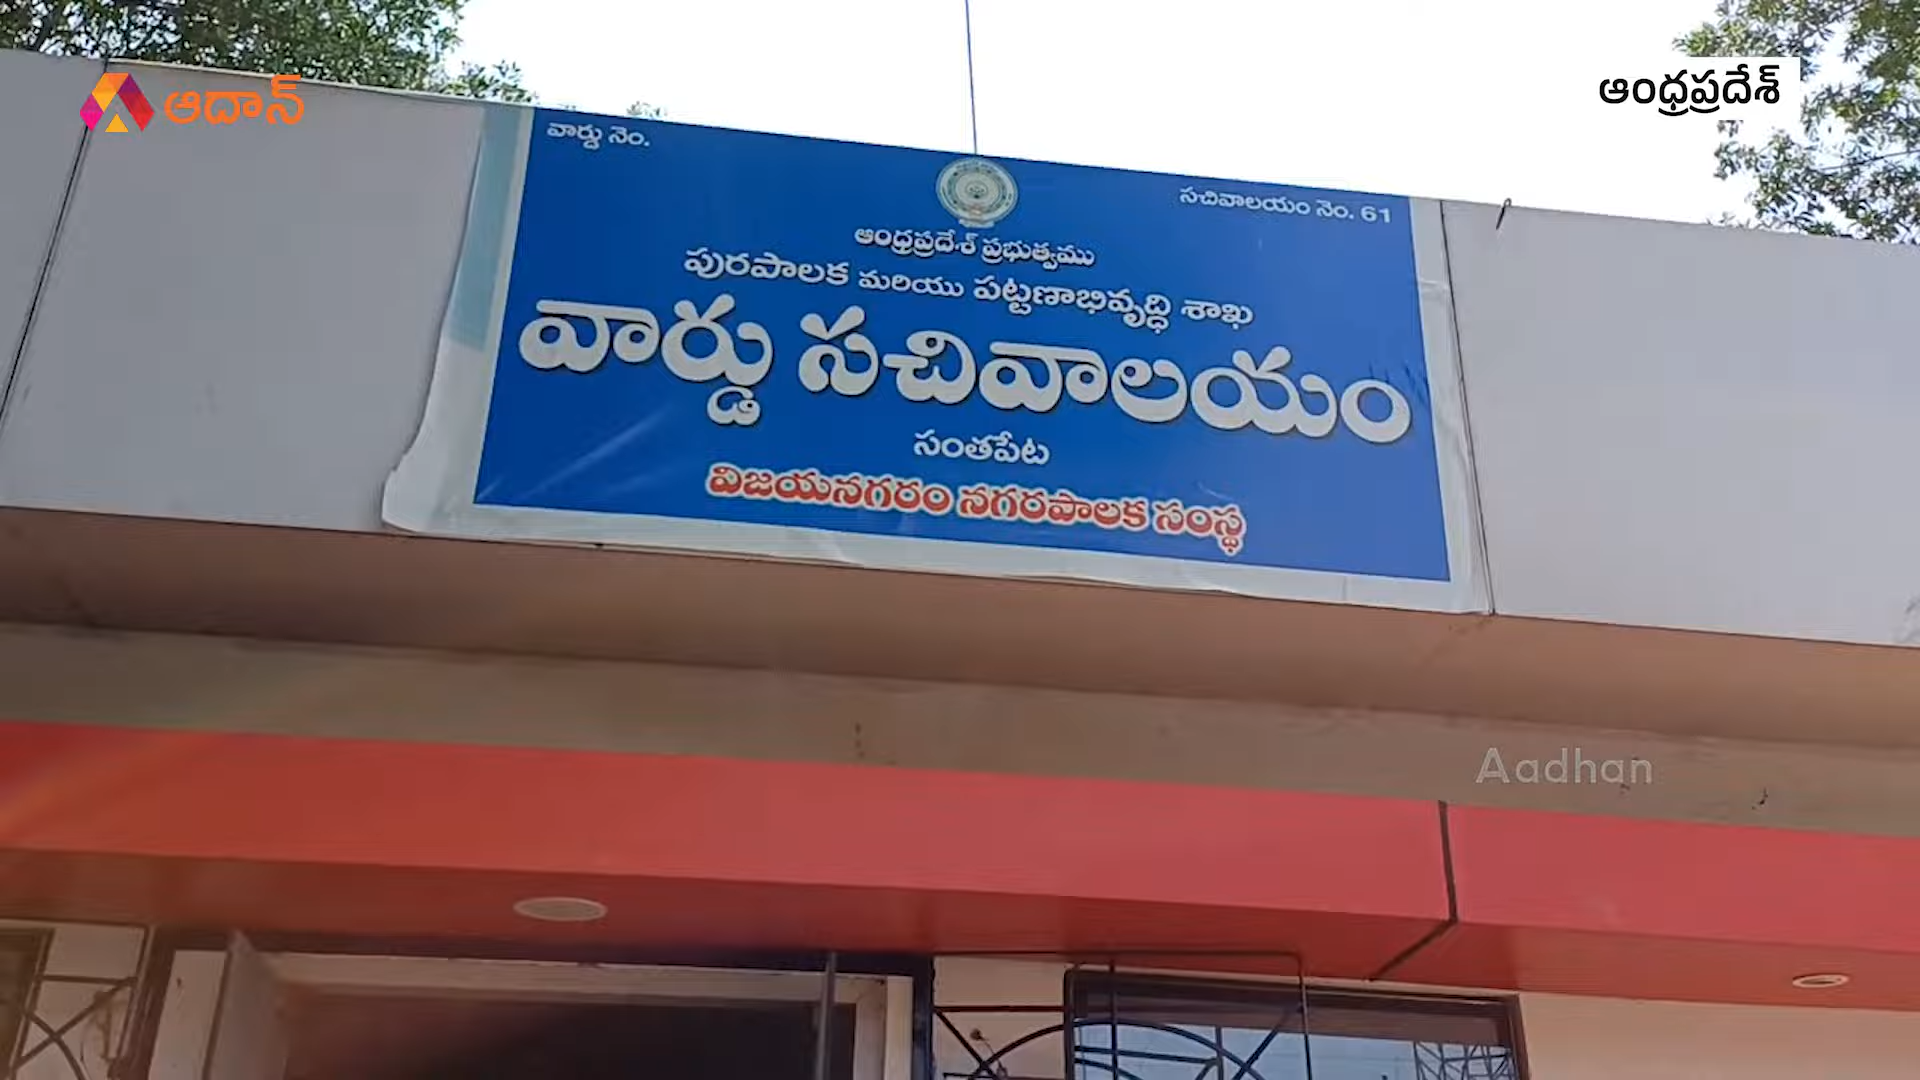 ఆదాన్
ఆంధ్రప్రదేశ్
వార్డు నెం.
సచివాలయం నెం. 61
ఆంధ్రప్రదేశ్ ప్రభుత్వము
పురపాలక మరియు పట్టణాభివృద్ధి శాఖ
వార్డు సచివాలయం
సంతపేట
విజయనగరం నగరపాలక సంస్థ
Aadhan